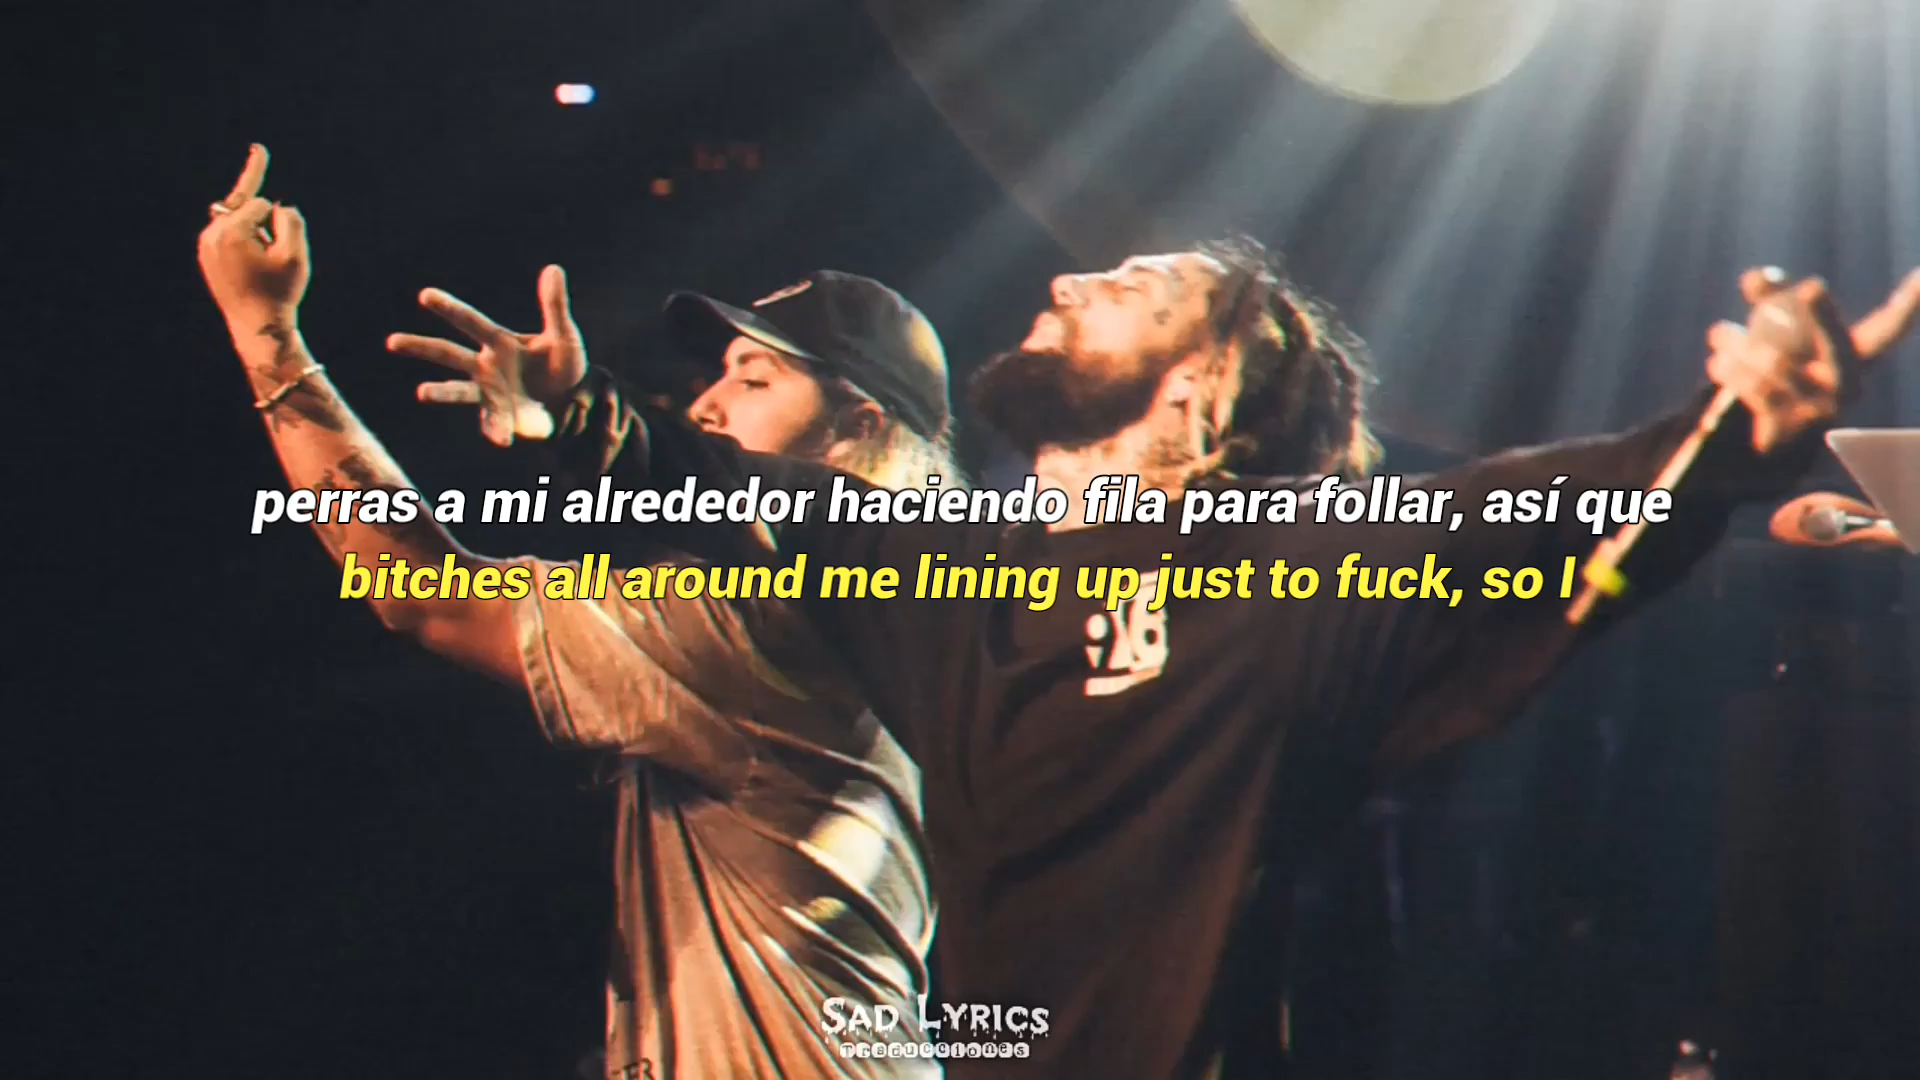 perras a mi alrededor haciendo fila para follar, así que
bitches all around me lining up just to fuck, so I
SAD LYRICS
Traducciones